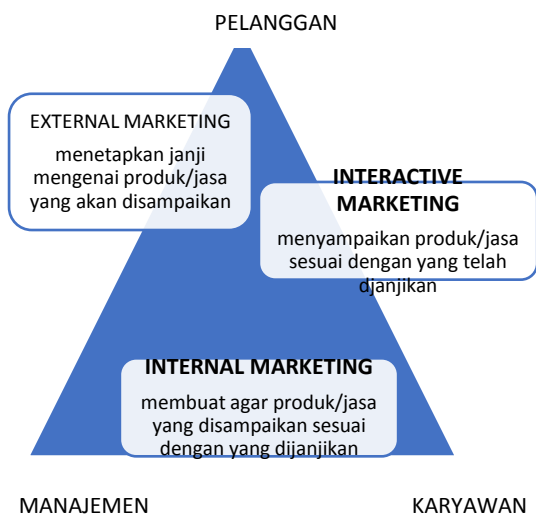 PELANGGAN
EXTERNAL MARKETING
menetapkan janji
mengenai produk/jasa
yang akan disampaikan
INTERACTIVE
MARKETING
menyampaikan produk/jasa
sesuai dengan yang telah
djanjikan
INTERNAL MARKETING
membuat agar produk/jasa
yang disampaikan sesuai
dengan yang dijanjikan
MANAJEMEN
KARYAWAN